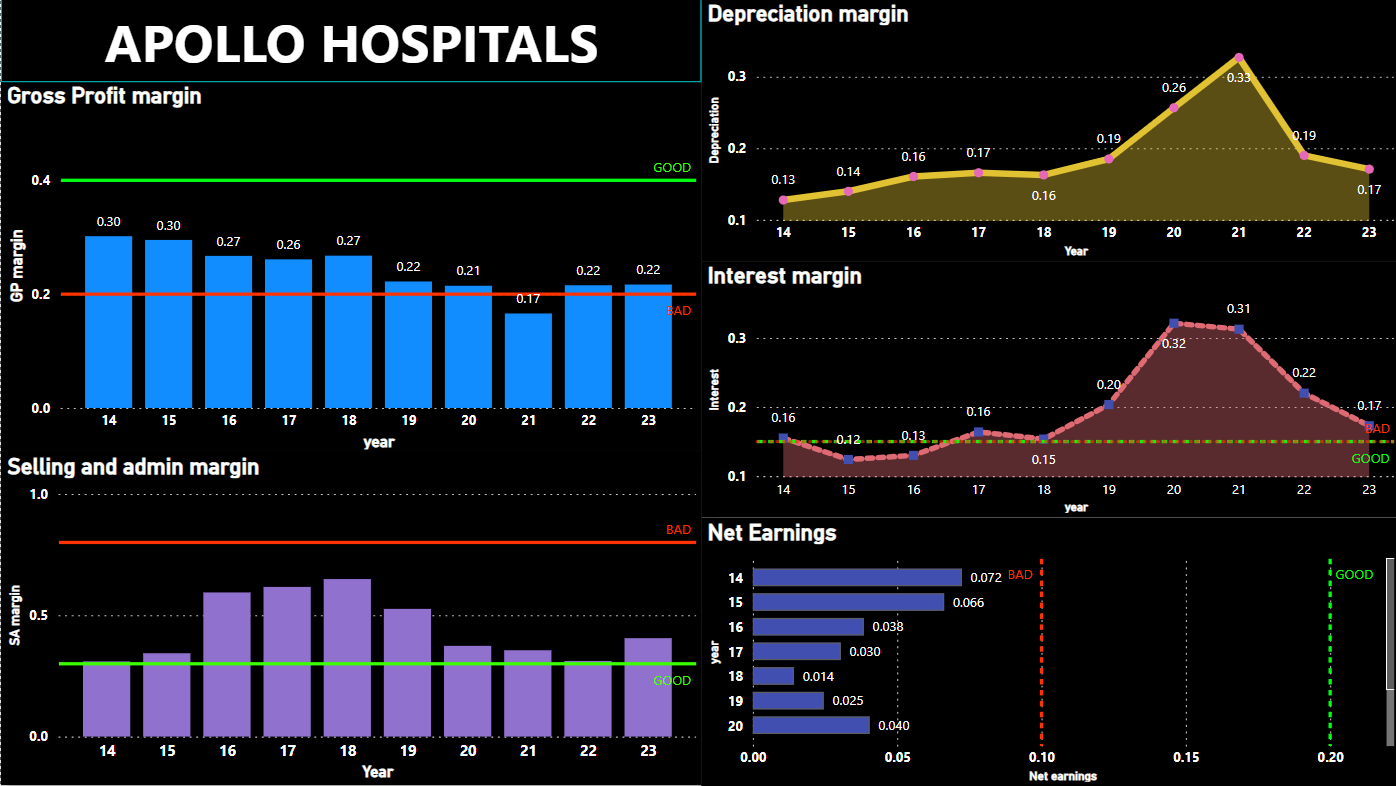 APOLLO HOSPITALS
Gross Profit margin
GOOD
0.4
0.30
0.30
0.27
0.26
0.27
0.22
0.21
0.17
0.22
0.22
GP margin
0.2
BAD
0.0
14 15 16 17 18 19 20 21 22 23
year
Selling and admin margin
1.0
BAD
SA margin
0.5
GOOD
0.0
14 15 16 17 18 19 20 21 22 23
Year
Depreciation margin
0.3
0.2
0.1
Depreciation
0.13
0.14
0.16
0.17
0.16
0.19
0.26
0.33
0.19
0.17
14 15 16 17 18 19 20 21 22 23
Year
Interest margin
0.3
0.2
0.1
Interest
0.16
0.12
0.13
0.16
0.15
0.20
0.32
0.31
0.22
0.17
BAD
GOOD
14 15 16 17 18 19 20 21 22 23
year
Net Earnings
14 0.072 BAD GOOD
15 0.066
16 0.038
year
17 0.030
18 0.014
19 0.025
20 0.040
0.00 0.05 0.10 0.15 0.20
Net earnings